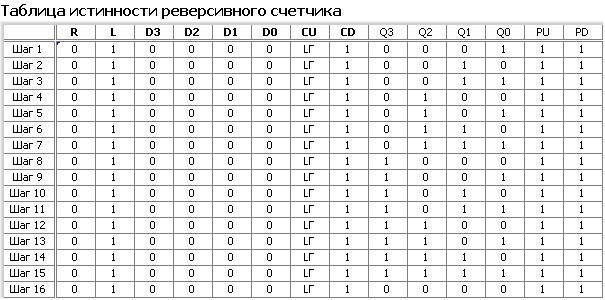 Таблица истинности реверсивного счетчика
R L D3 D2 D1 D0 CU CD Q3 Q2 Q1 Q0 PU PD
Шаг 1 0 1 0 0 0 0 LГ 1 0 0 0 1 1 1
Шаг 2 0 1 0 0 0 0 LГ 1 0 0 1 0 1 1
Шаг 3 0 1 0 0 0 0 LГ 1 0 0 1 1 1 1
Шаг 4 0 1 0 0 0 0 LГ 1 0 1 0 0 1 1
Шаг 5 0 1 0 0 0 0 LГ 1 0 1 0 1 1 1
Шаг 6 0 1 0 0 0 0 LГ 1 0 1 1 0 1 1
Шаг 7 0 1 0 0 0 0 LГ 1 0 1 1 1 1 1
Шаг 8 0 1 0 0 0 0 LГ 1 1 0 0 0 1 1
Шаг 9 0 1 0 0 0 0 LГ 1 1 0 0 1 1 1
Шаг 10 0 1 0 0 0 0 LГ 1 1 0 1 0 1 1
Шаг 11 0 1 0 0 0 0 LГ 1 1 0 1 1 1 1
Шаг 12 0 1 0 0 0 0 LГ 1 1 1 0 0 1 1
Шаг 13 0 1 0 0 0 0 LГ 1 1 1 0 1 1 1
Шаг 14 0 1 0 0 0 0 LГ 1 1 1 1 0 1 1
Шаг 15 0 1 0 0 0 0 LГ 1 1 1 1 1 1 1
Шаг 16 0 1 0 0 0 0 LГ 1 0 0 0 0 1 1